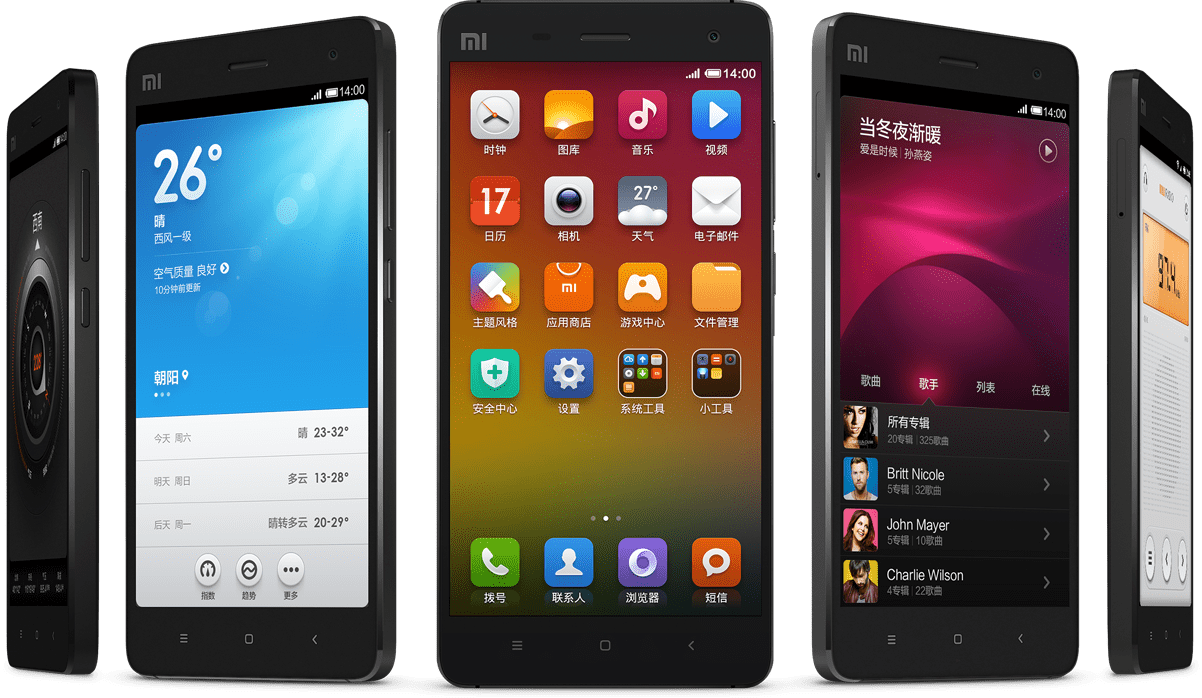 西南
mi
14:00
26°
晴
西风一级
空气质量 良好
10分钟前更新
朝阳
今天 周六 晴 23-32°
明天 周日 多云 13-28°
后天 周一 晴转多云 20-29°
指数 趋势 更多
mi
14:00
时钟 图库 音乐 视频
17 27°
日历 相机 天气 电子邮件
mi
主题风格 应用商店 游戏中心 文件管理
安全中心 设置 系统工具 小工具
拨号 联系人 浏览器 短信
mi
14:00
当冬夜渐暖
爱是时候 | 孙燕姿
歌曲 歌手 列表 在线
所有专辑
20专辑 | 325歌曲
Britt Nicole
5专辑 | 32歌曲
John Mayer
5专辑 | 10歌曲
Charlie Wilson
4专辑 | 22歌曲
97.4